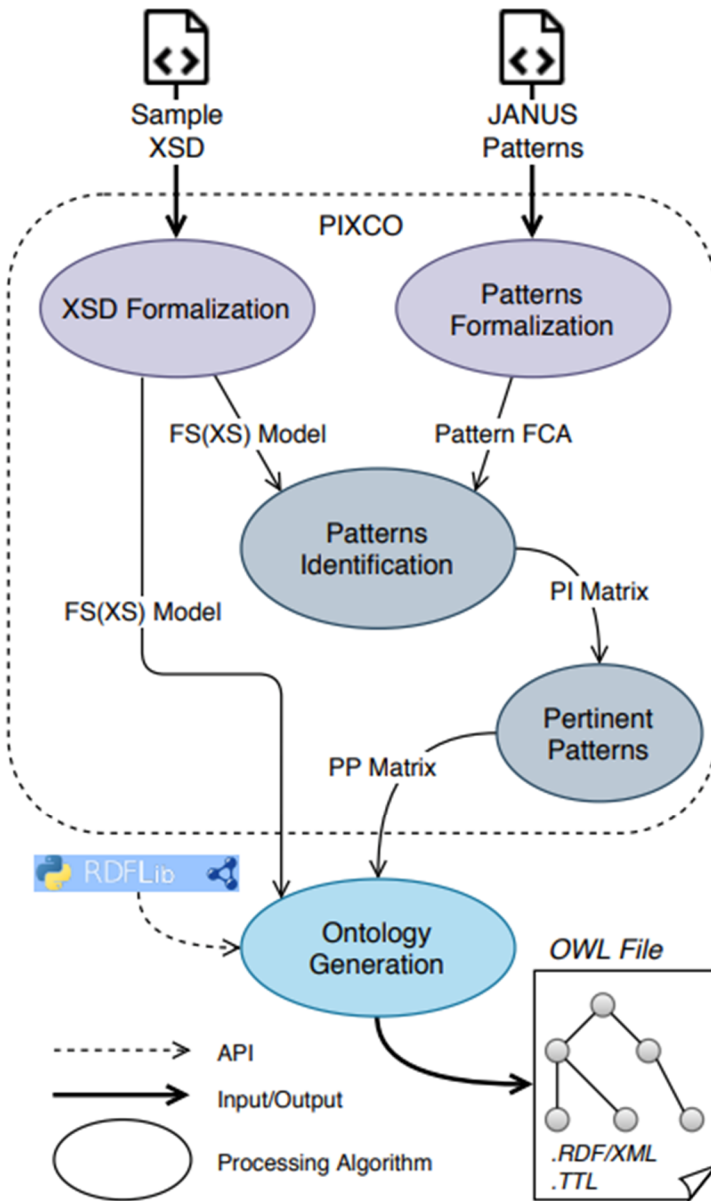 Sample
XSD
JANUS
Patterns
PIXCO
XSD Formalization
Patterns
Formalization
FS(XS) Model
Pattern FCA
Patterns
Identification
PI Matrix
FS(XS) Model
Pertinent
Patterns
PP Matrix
RDFLib
Ontology
Generation
OWL File
API
Input/Output
Processing Algorithm
.RDF/XML
.TTL